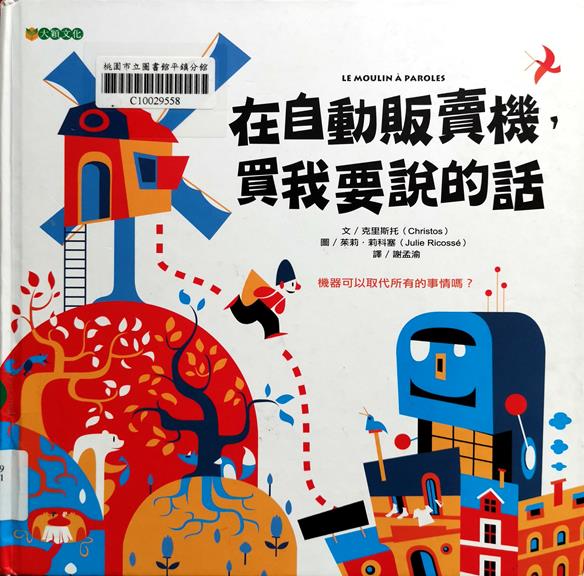 大穎文化
桃園市立圖書館平鎮分館
C10029558
LE MOULIN À PAROLES
在自動販賣機，
買我要說的話
文／克里斯托（Christos）
圖／茱莉・莉科塞（Julie Ricossé）
譯／謝孟渝
機器可以取代所有的事情嗎？
9
1